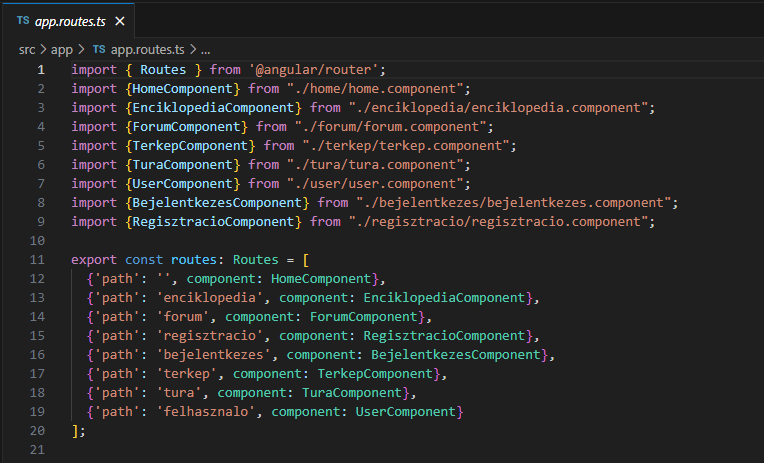 TS app.routes.ts ×
src > app > TS app.routes.ts > ...
1 import { Routes } from '@angular/router';
2 import {HomeComponent} from "./home/home.component";
3 import {EnciklopediaComponent} from "./enciklopedia/enciklopedia.component";
4 import {ForumComponent} from "./forum/forum.component";
5 import {TerkepComponent} from "./terkep/terkep.component";
6 import {TuraComponent} from "./tura/tura.component";
7 import {UserComponent} from "./user/user.component";
8 import {BejelentkezesComponent} from "./bejelentkezes/bejelentkezes.component";
9 import {RegisztracioComponent} from "./regisztracio/regisztracio.component";
10
11 export const routes: Routes = [
12   {'path': '', component: HomeComponent},
13   {'path': 'enciklopedia', component: EnciklopediaComponent},
14   {'path': 'forum', component: ForumComponent},
15   {'path': 'regisztracio', component: RegisztracioComponent},
16   {'path': 'bejelentkezes', component: BejelentkezesComponent},
17   {'path': 'terkep', component: TerkepComponent},
18   {'path': 'tura', component: TuraComponent},
19   {'path': 'felhasznalo', component: UserComponent}
20 ];
21